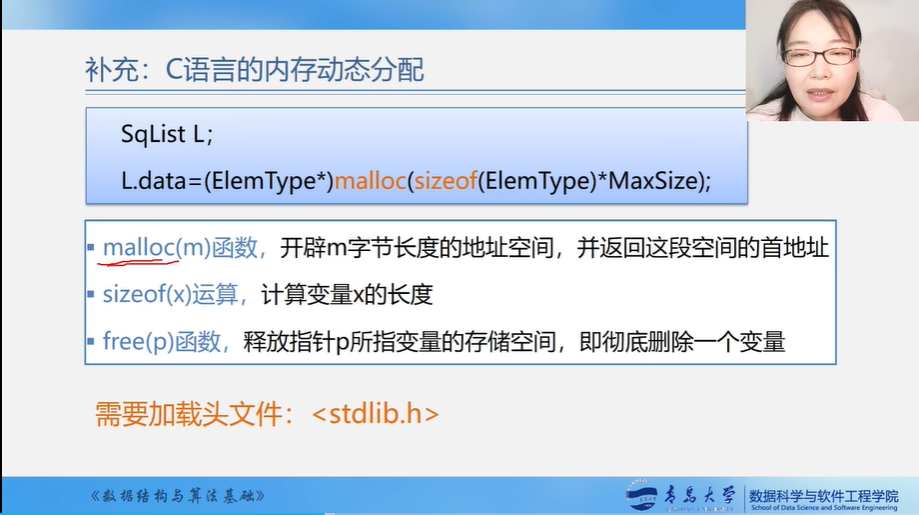 补充：C语言的内存动态分配
SqList L；
L.data=(ElemType*)malloc(sizeof(ElemType)*MaxSize);
▪ malloc(m)函数，开辟m字节长度的地址空间，并返回这段空间的首地址
▪ sizeof(x)运算，计算变量x的长度
▪ free(p)函数，释放指针p所指变量的存储空间，即彻底删除一个变量
需要加载头文件：<stdlib.h>
《数据结构与算法基础》
青岛大学 数据科学与软件工程学院
School of Data Science and Software Engineering